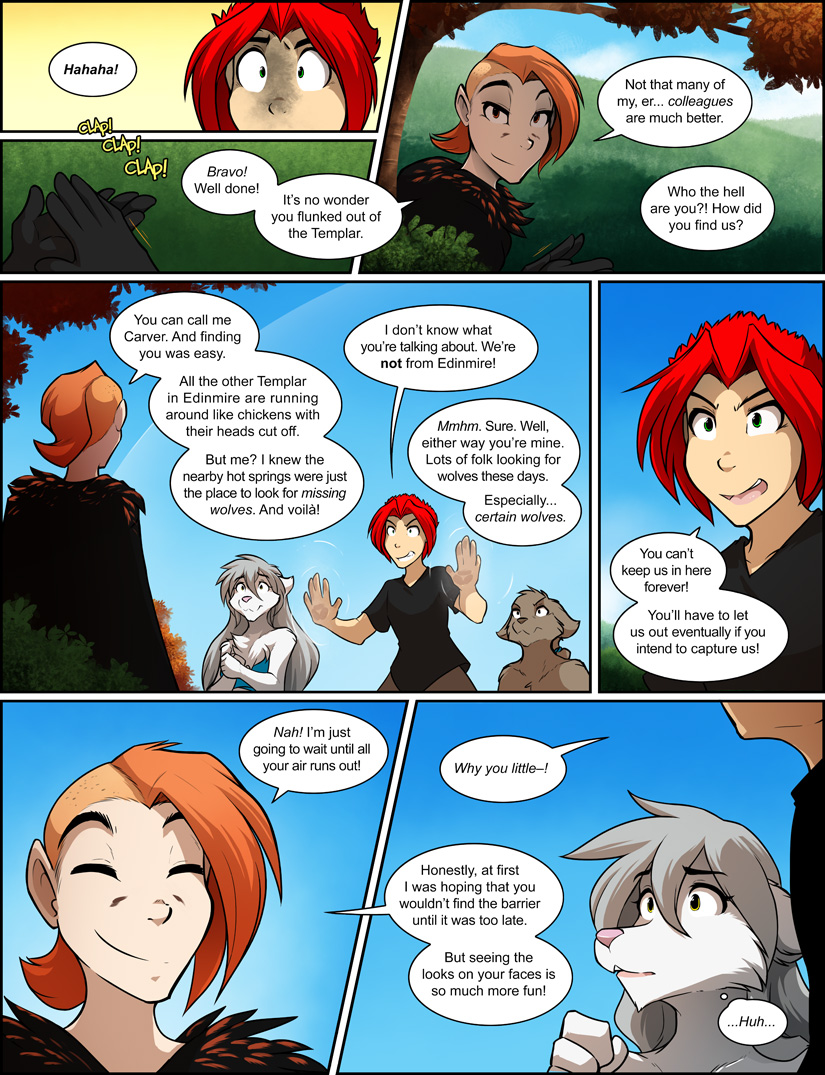 Hahaha!
CLAP!
CLAP!
CLAP!
Bravo!
Well done!
It's no wonder
you flunked out of
the Templar.
Not that many of
my, er... colleagues
are much better.
Who the hell
are you?! How did
you find us?
You can call me
Carver. And finding
you was easy.
All the other Templar
in Edinmire are running
around like chickens with
their heads cut off.
But me? I knew the
nearby hot springs were just
the place to look for missing
wolves. And voilà!
I don't know what
you're talking about. We're
not from Edinmire!
Mmhm. Sure. Well,
either way you're mine.
Lots of folk looking for
wolves these days.
Especially...
certain wolves.
You can't
keep us in here
forever!
You'll have to let
us out eventually if you
intend to capture us!
Nah! I'm just
going to wait until all
your air runs out!
Why you little–!
Honestly, at first
I was hoping that you
wouldn't find the barrier
until it was too late.
But seeing the
looks on your faces is
so much more fun!
...Huh...